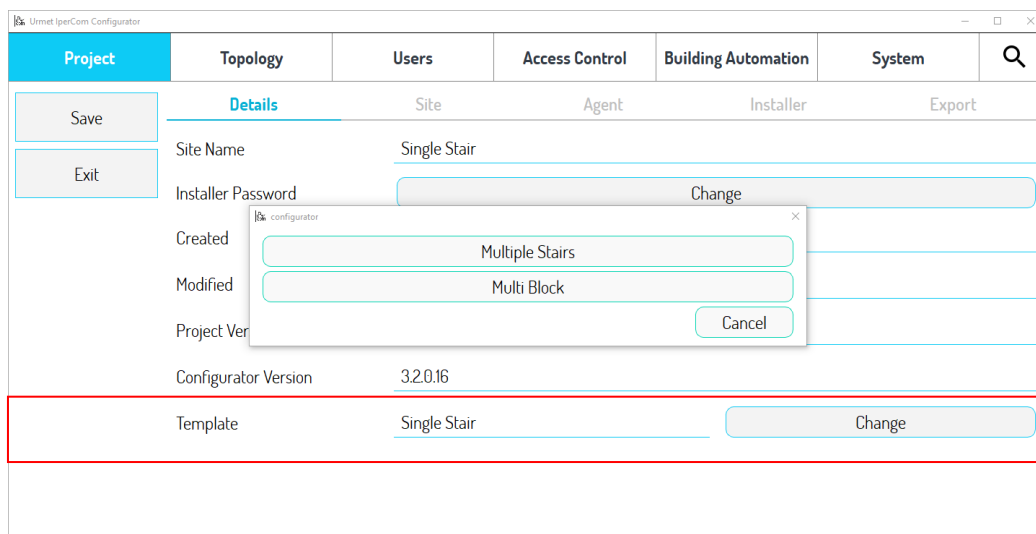 Urmet IperCom Configurator
Project Topology Users Access Control Building Automation System
Save
Exit
Details Site Agent Installer Export
Site Name Single Stair
Installer Password Change
configurator
Created
Multiple Stairs
Modified
Multi Block
Project Ver
Cancel
Configurator Version 3.2.0.16
Template Single Stair Change